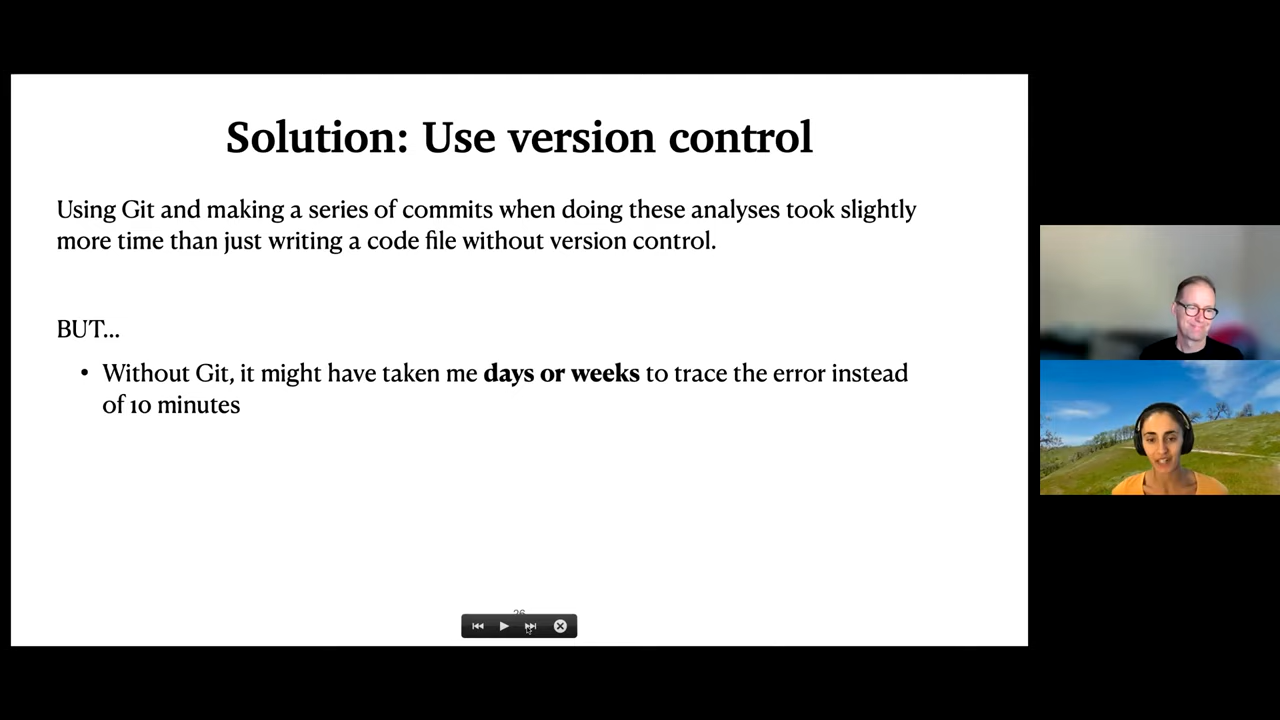 Solution: Use version control
Using Git and making a series of commits when doing these analyses took slightly
more time than just writing a code file without version control.
BUT...
• Without Git, it might have taken me days or weeks to trace the error instead
of 10 minutes
26